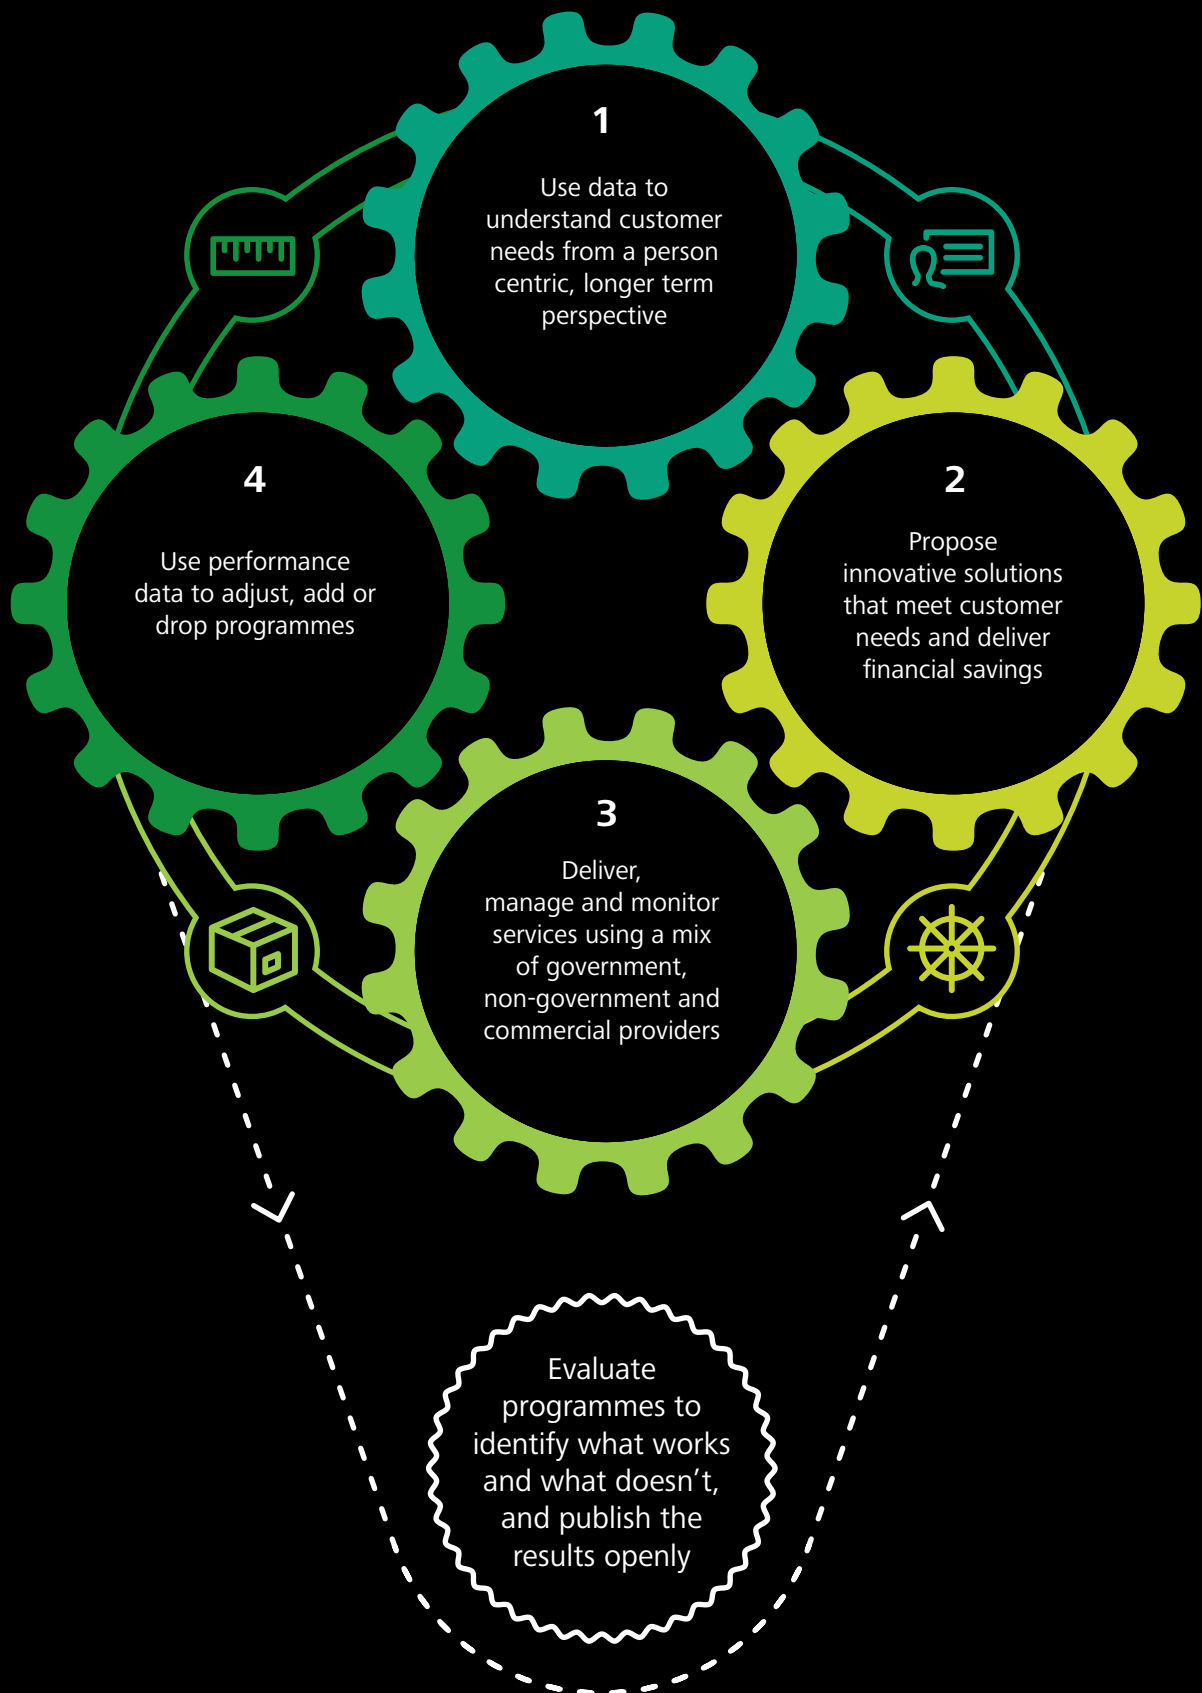 1
Use data to
understand customer
needs from a person
centric, longer term
perspective
2
Propose
innovative solutions
that meet customer
needs and deliver
financial savings
3
Deliver,
manage and monitor
services using a mix
of government,
non-government and
commercial providers
4
Use performance
data to adjust, add or
drop programmes
Evaluate
programmes to
identify what works
and what doesn’t,
and publish the
results openly